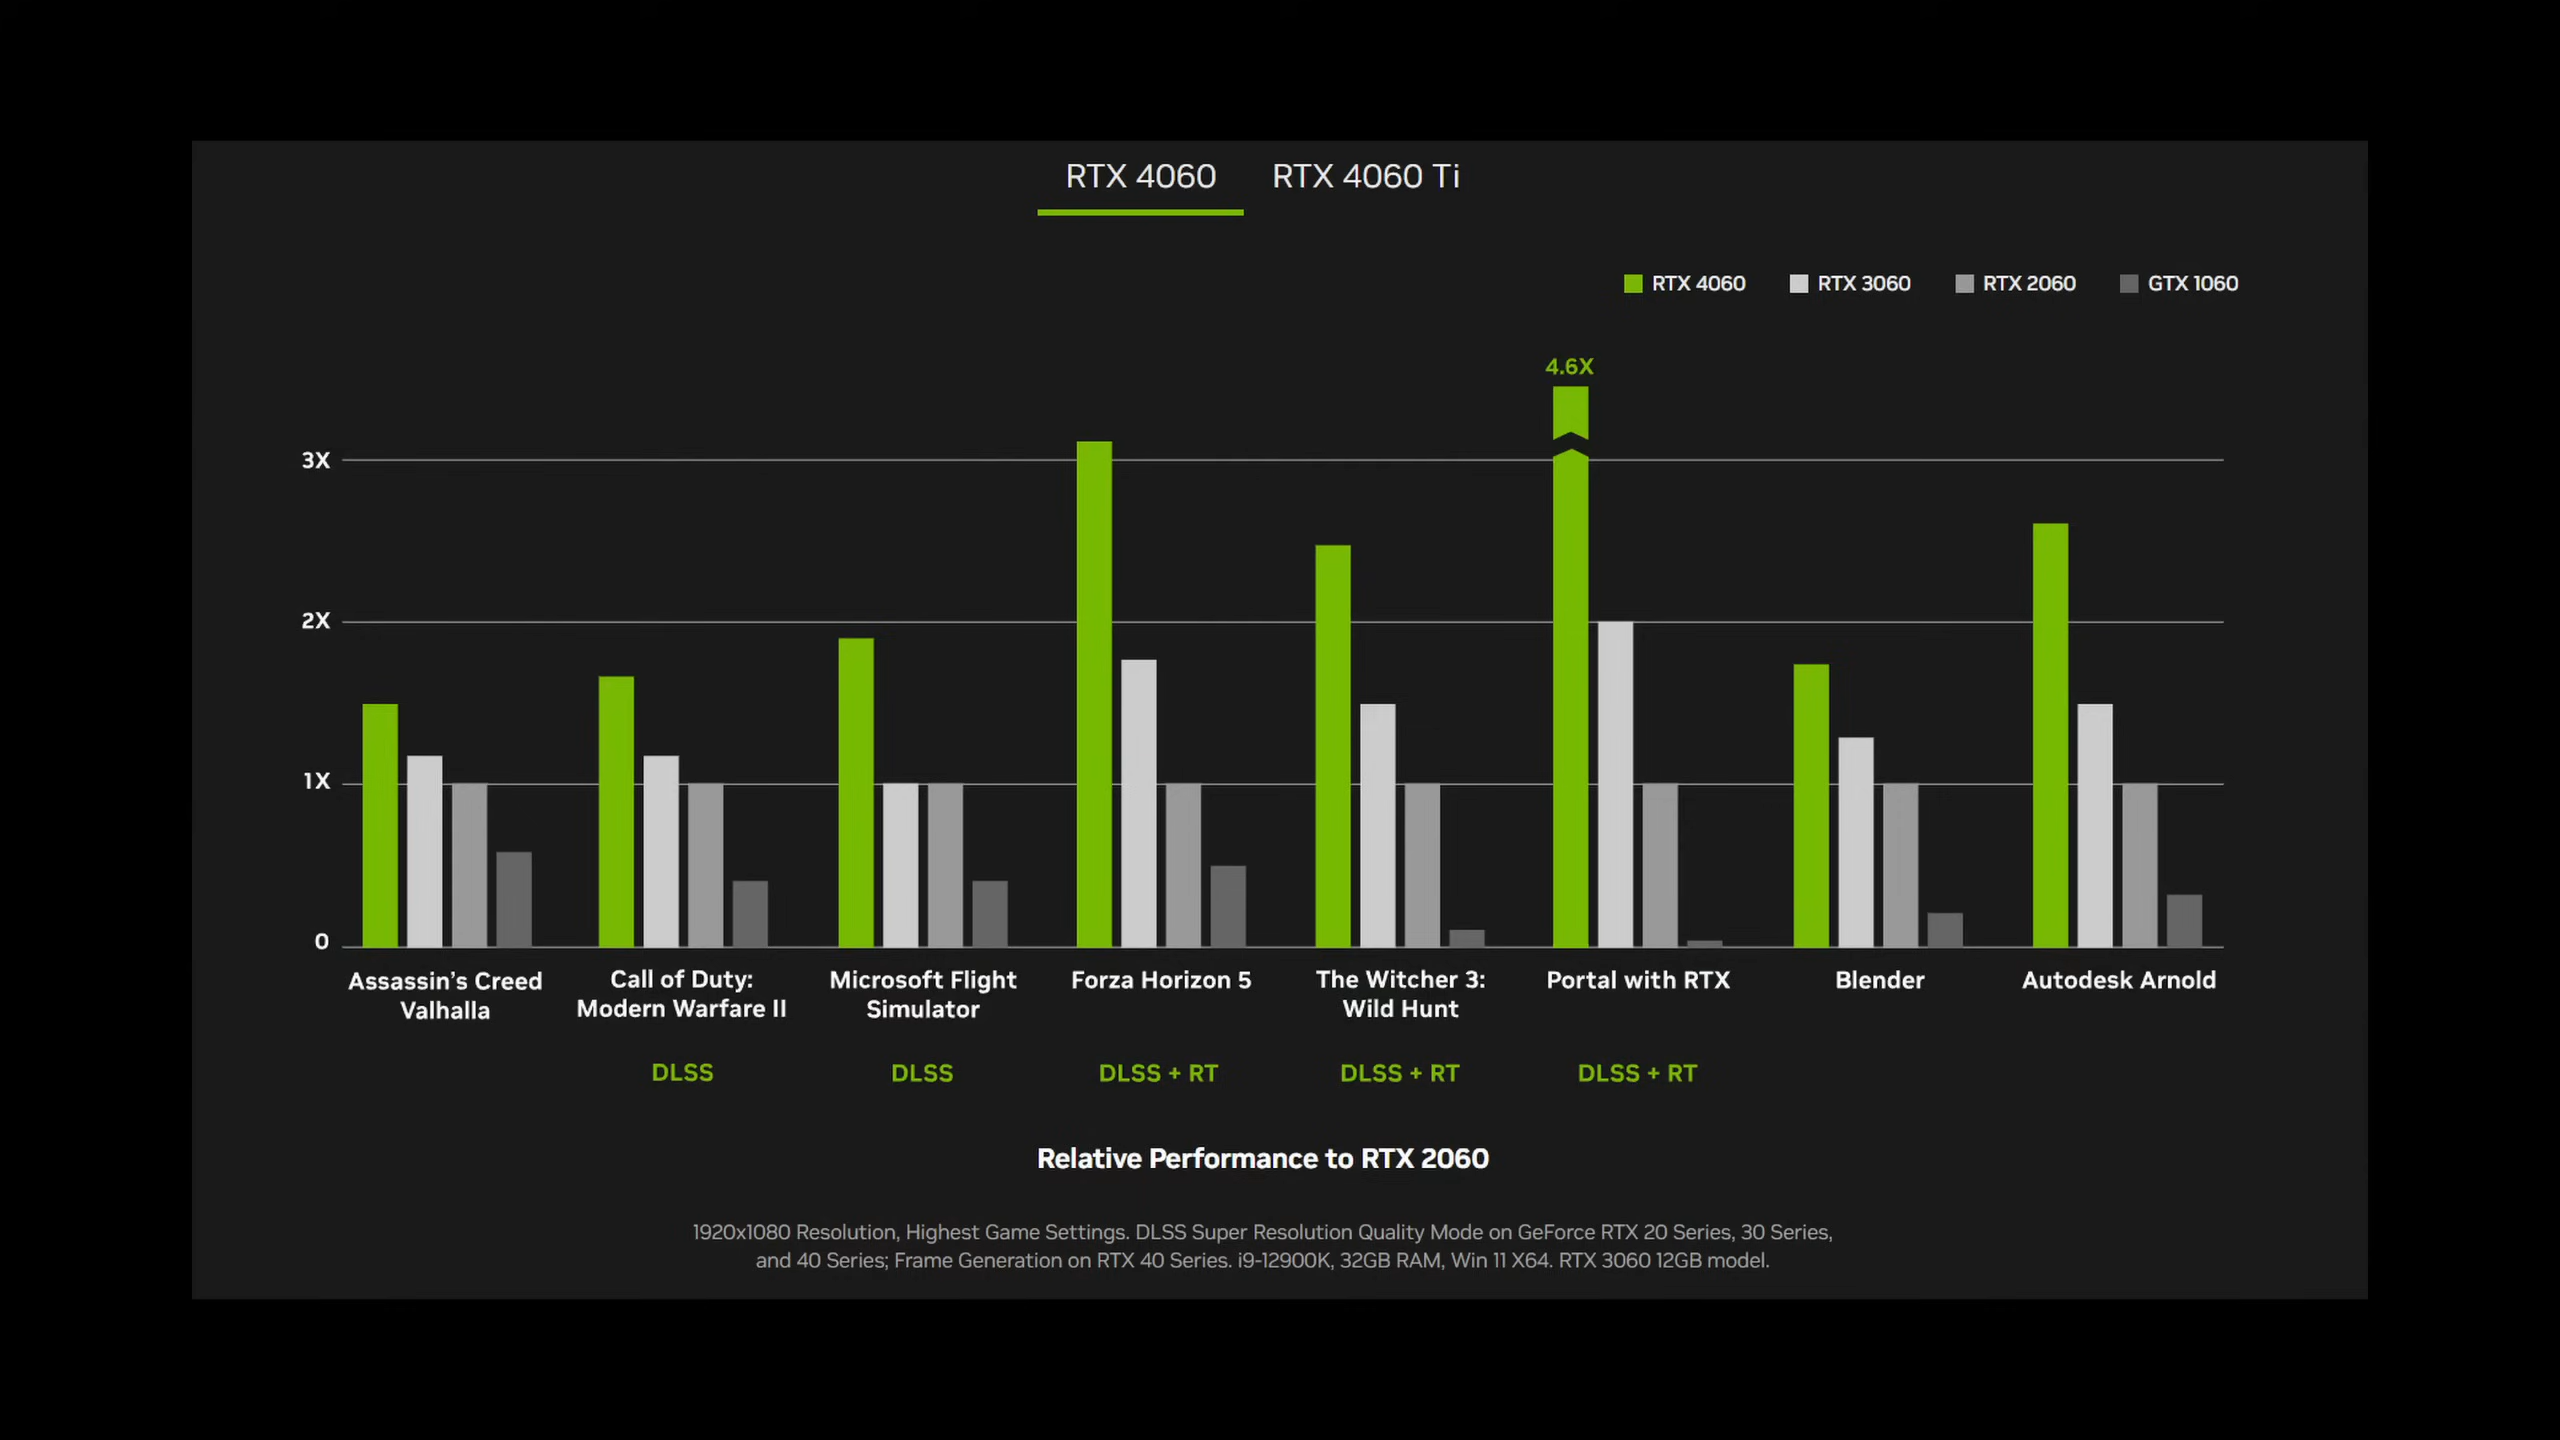 RTX 4060 RTX 4060 Ti
RTX 4060 RTX 3060 RTX 2060 GTX 1060
4.6X
3X
2X
1X
0
Assassin’s Creed
Valhalla
Call of Duty:
Modern Warfare II
Microsoft Flight
Simulator
Forza Horizon 5
The Witcher 3:
Wild Hunt
Portal with RTX
Blender
Autodesk Arnold
DLSS DLSS DLSS + RT DLSS + RT DLSS + RT
Relative Performance to RTX 2060
1920x1080 Resolution, Highest Game Settings. DLSS Super Resolution Quality Mode on GeForce RTX 20 Series, 30 Series,
and 40 Series; Frame Generation on RTX 40 Series. i9-12900K, 32GB RAM, Win 11 X64. RTX 3060 12GB model.